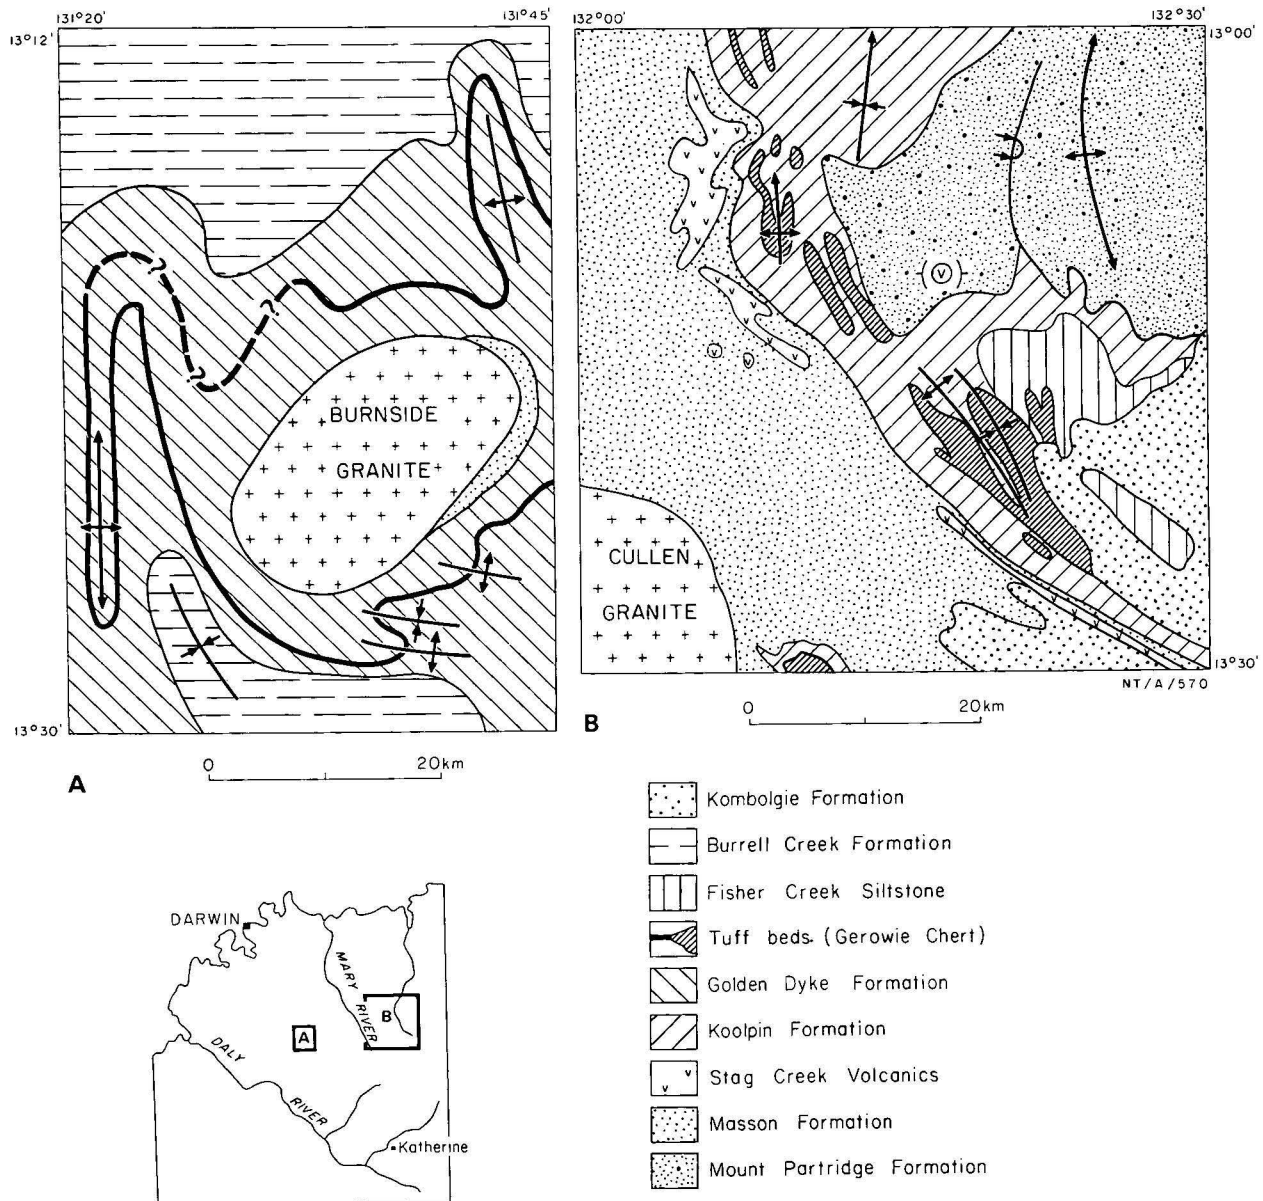 131°20'
131°45'
13°12'
?
?
?
BURNSIDE
GRANITE
13°30'
0
20km
A
132°00'
132°30'
13°00'
CULLEN
GRANITE
13°30'
NT/A/570
0
20km
B
DARWIN
MARY RIVER
A
B
DALY
RIVER
Katherine
Kombolgie Formation
Burrell Creek Formation
Fisher Creek Siltstone
Tuff beds. (Gerowie Chert)
Golden Dyke Formation
Koolpin Formation
Stag Creek Volcanics
Masson Formation
Mount Partridge Formation